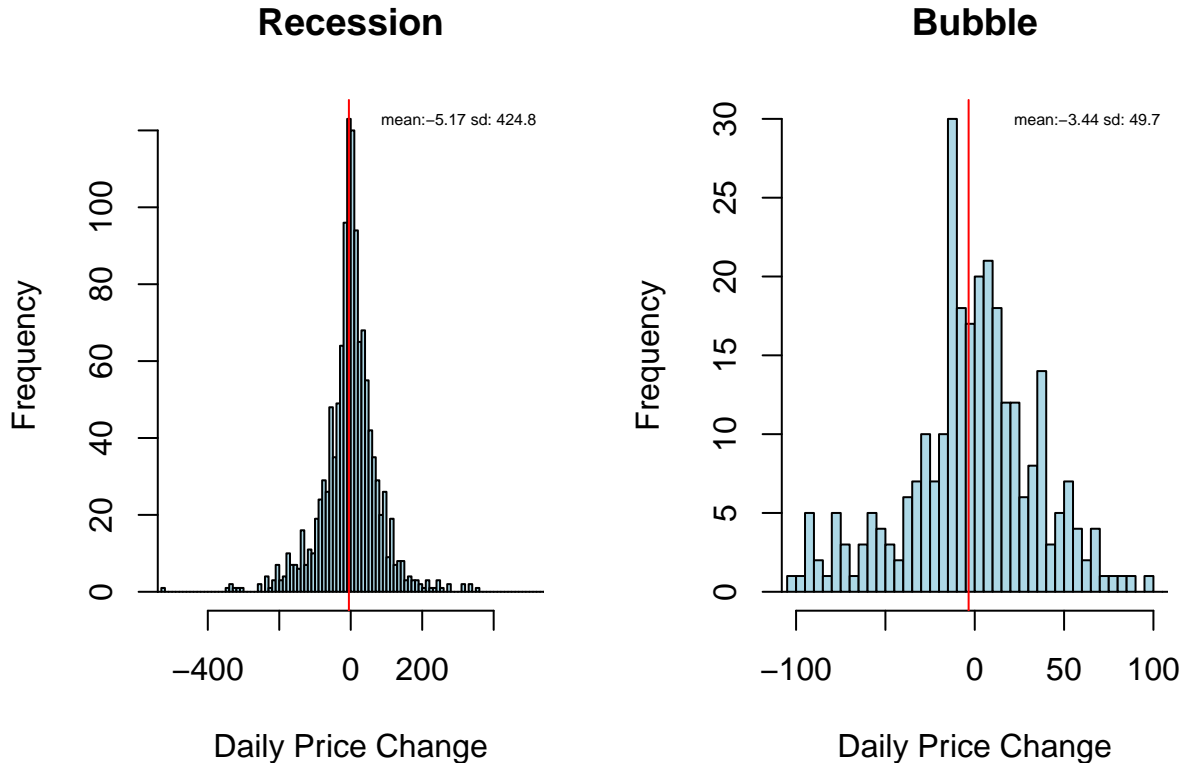 Recession
mean:−5.17 sd: 424.8
Frequency
0
20
40
60
80
100
−400
0
200
Daily Price Change
Bubble
mean:−3.44 sd: 49.7
Frequency
0
5
10
15
20
25
30
−100
0
50
100
Daily Price Change